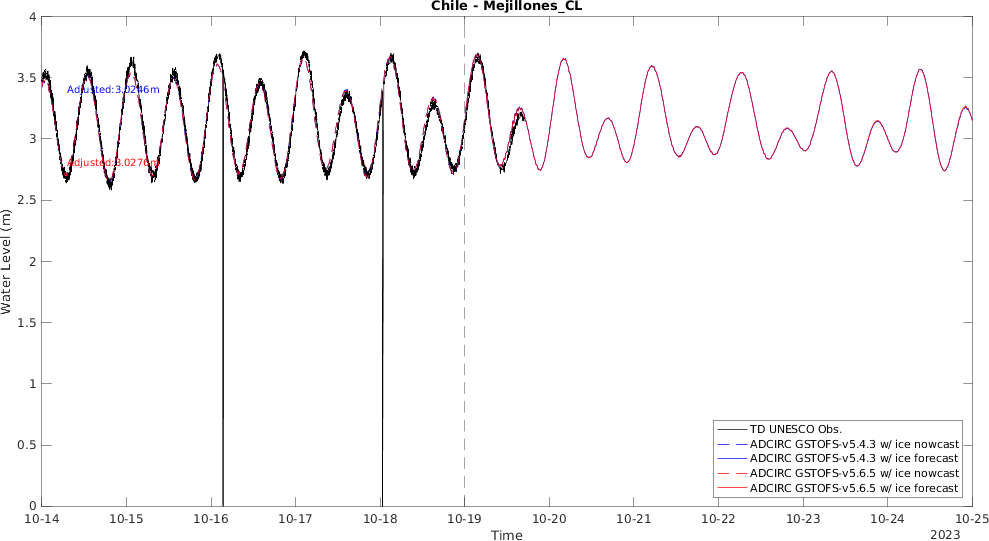 Chile - Mejillones_CL
4
3.5
3
2.5
2
1.5
1
0.5
0
Water Level (m)
Adjusted:3.0246m
Adjusted:3.0276m
TD UNESCO Obs.
ADCIRC GSTOFS-v5.4.3 w/ ice nowcast
ADCIRC GSTOFS-v5.4.3 w/ ice forecast
ADCIRC GSTOFS-v5.6.5 w/ ice nowcast
ADCIRC GSTOFS-v5.6.5 w/ ice forecast
10-14 10-15 10-16 10-17 10-18 10-19 10-20 10-21 10-22 10-23 10-24 10-25
Time
2023